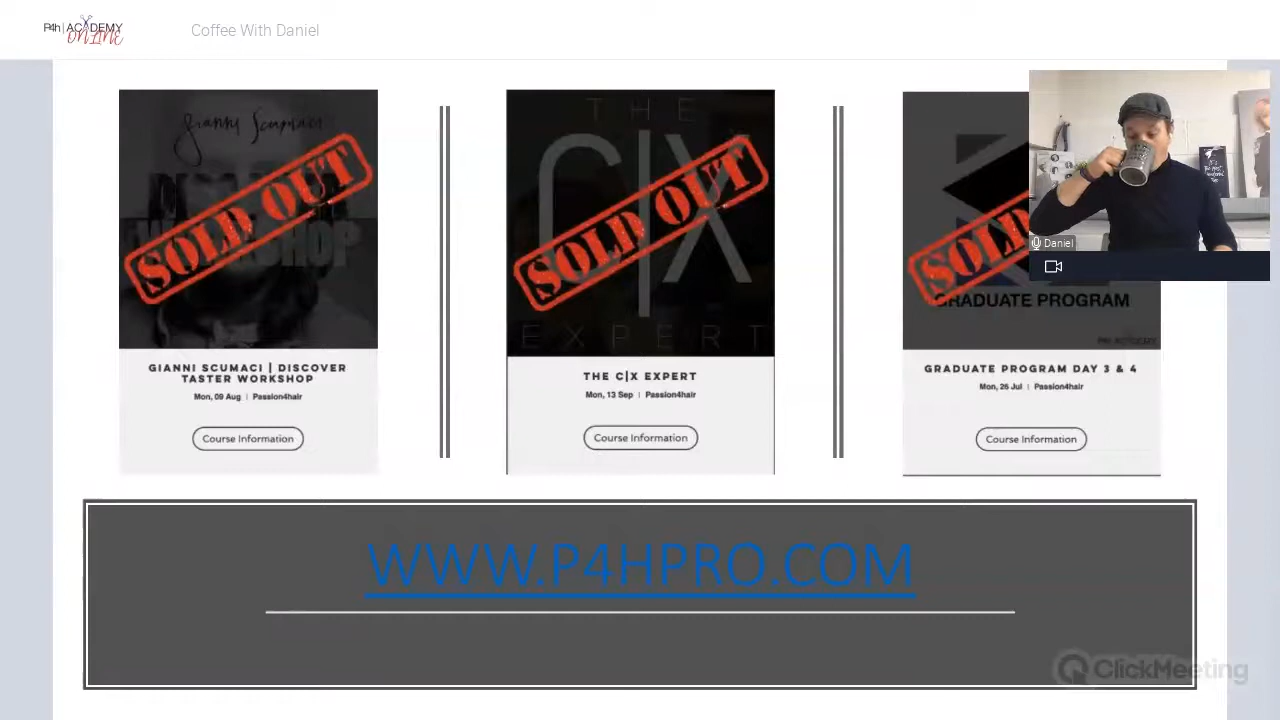 P4h | ACADEMY
ONLINE
Coffee With Daniel
Gianni Scumaci
SOLD OUT
GIANNI SCUMACI | DISCOVER
TASTER WORKSHOP
Mon, 09 Aug | Passion4hair
Course Information
THE
C|X
EXPERT
SOLD OUT
THE C|X EXPERT
Mon, 13 Sep | Passion4hair
Course Information
SOLD
GRADUATE PROGRAM
GRADUATE PROGRAM DAY 3 & 4
Mon, 26 Jul | Passion4hair
Course Information
Daniel
WWW.P4HPRO.COM
ClickMeeting